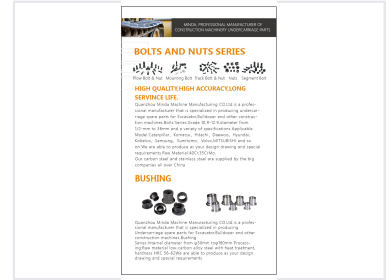 MINDA, PROFESSIONAL MANUFACTURER OF
CONSTRUCTION MACHINERY UNDERCARRIAGE PARTS.
BOLTS AND NUTS SERIES
Plow Bolt & Nut Mounting Bolt Track Bolt & Nut Nuts Segment Bolt
HIGH QUALITY,HIGH ACCURACY,LONG
SERVINCE LIFE.
Quanzhou Minda Machine Manufacturing CO.Ltd is a profes-
sional manufacturer that is specialized in producing undercar-
riage spare parts for Excavator,Bulldozer and other construc-
tion machines.Bolts Series:Grade 10.9-12.9,diameter from
1/2-inch to 36mm and a variety of specifications.Applicable
Model:Caterpillar, Komatsu, Hitachi, Daewoo, Hyundai,
Kobelco, Samsung, Sumitomo, Volvo,MITSUBISHI and so
on.We are able to produce as your design drawing and special
requirements.Raw Material:40Cr,35CrMo.
Our carbon steel and stainless steel are supplied by the big
companies all over China
BUSHING
Quanzhou Minda Machine Manufacturing CO.Ltd is a profes-
sional manufacturer that is specialized in producing
Undercarriage spare parts for Excavator,Bulldozer and other
construction machines.Bushing
Series:Internal diameter from φ38mm to φ180mm Process-
ing:Raw material:low carbon alloy steel with heat treatment,
hardness HRC 56-62We are able to produce as your design
drawing and special requirements